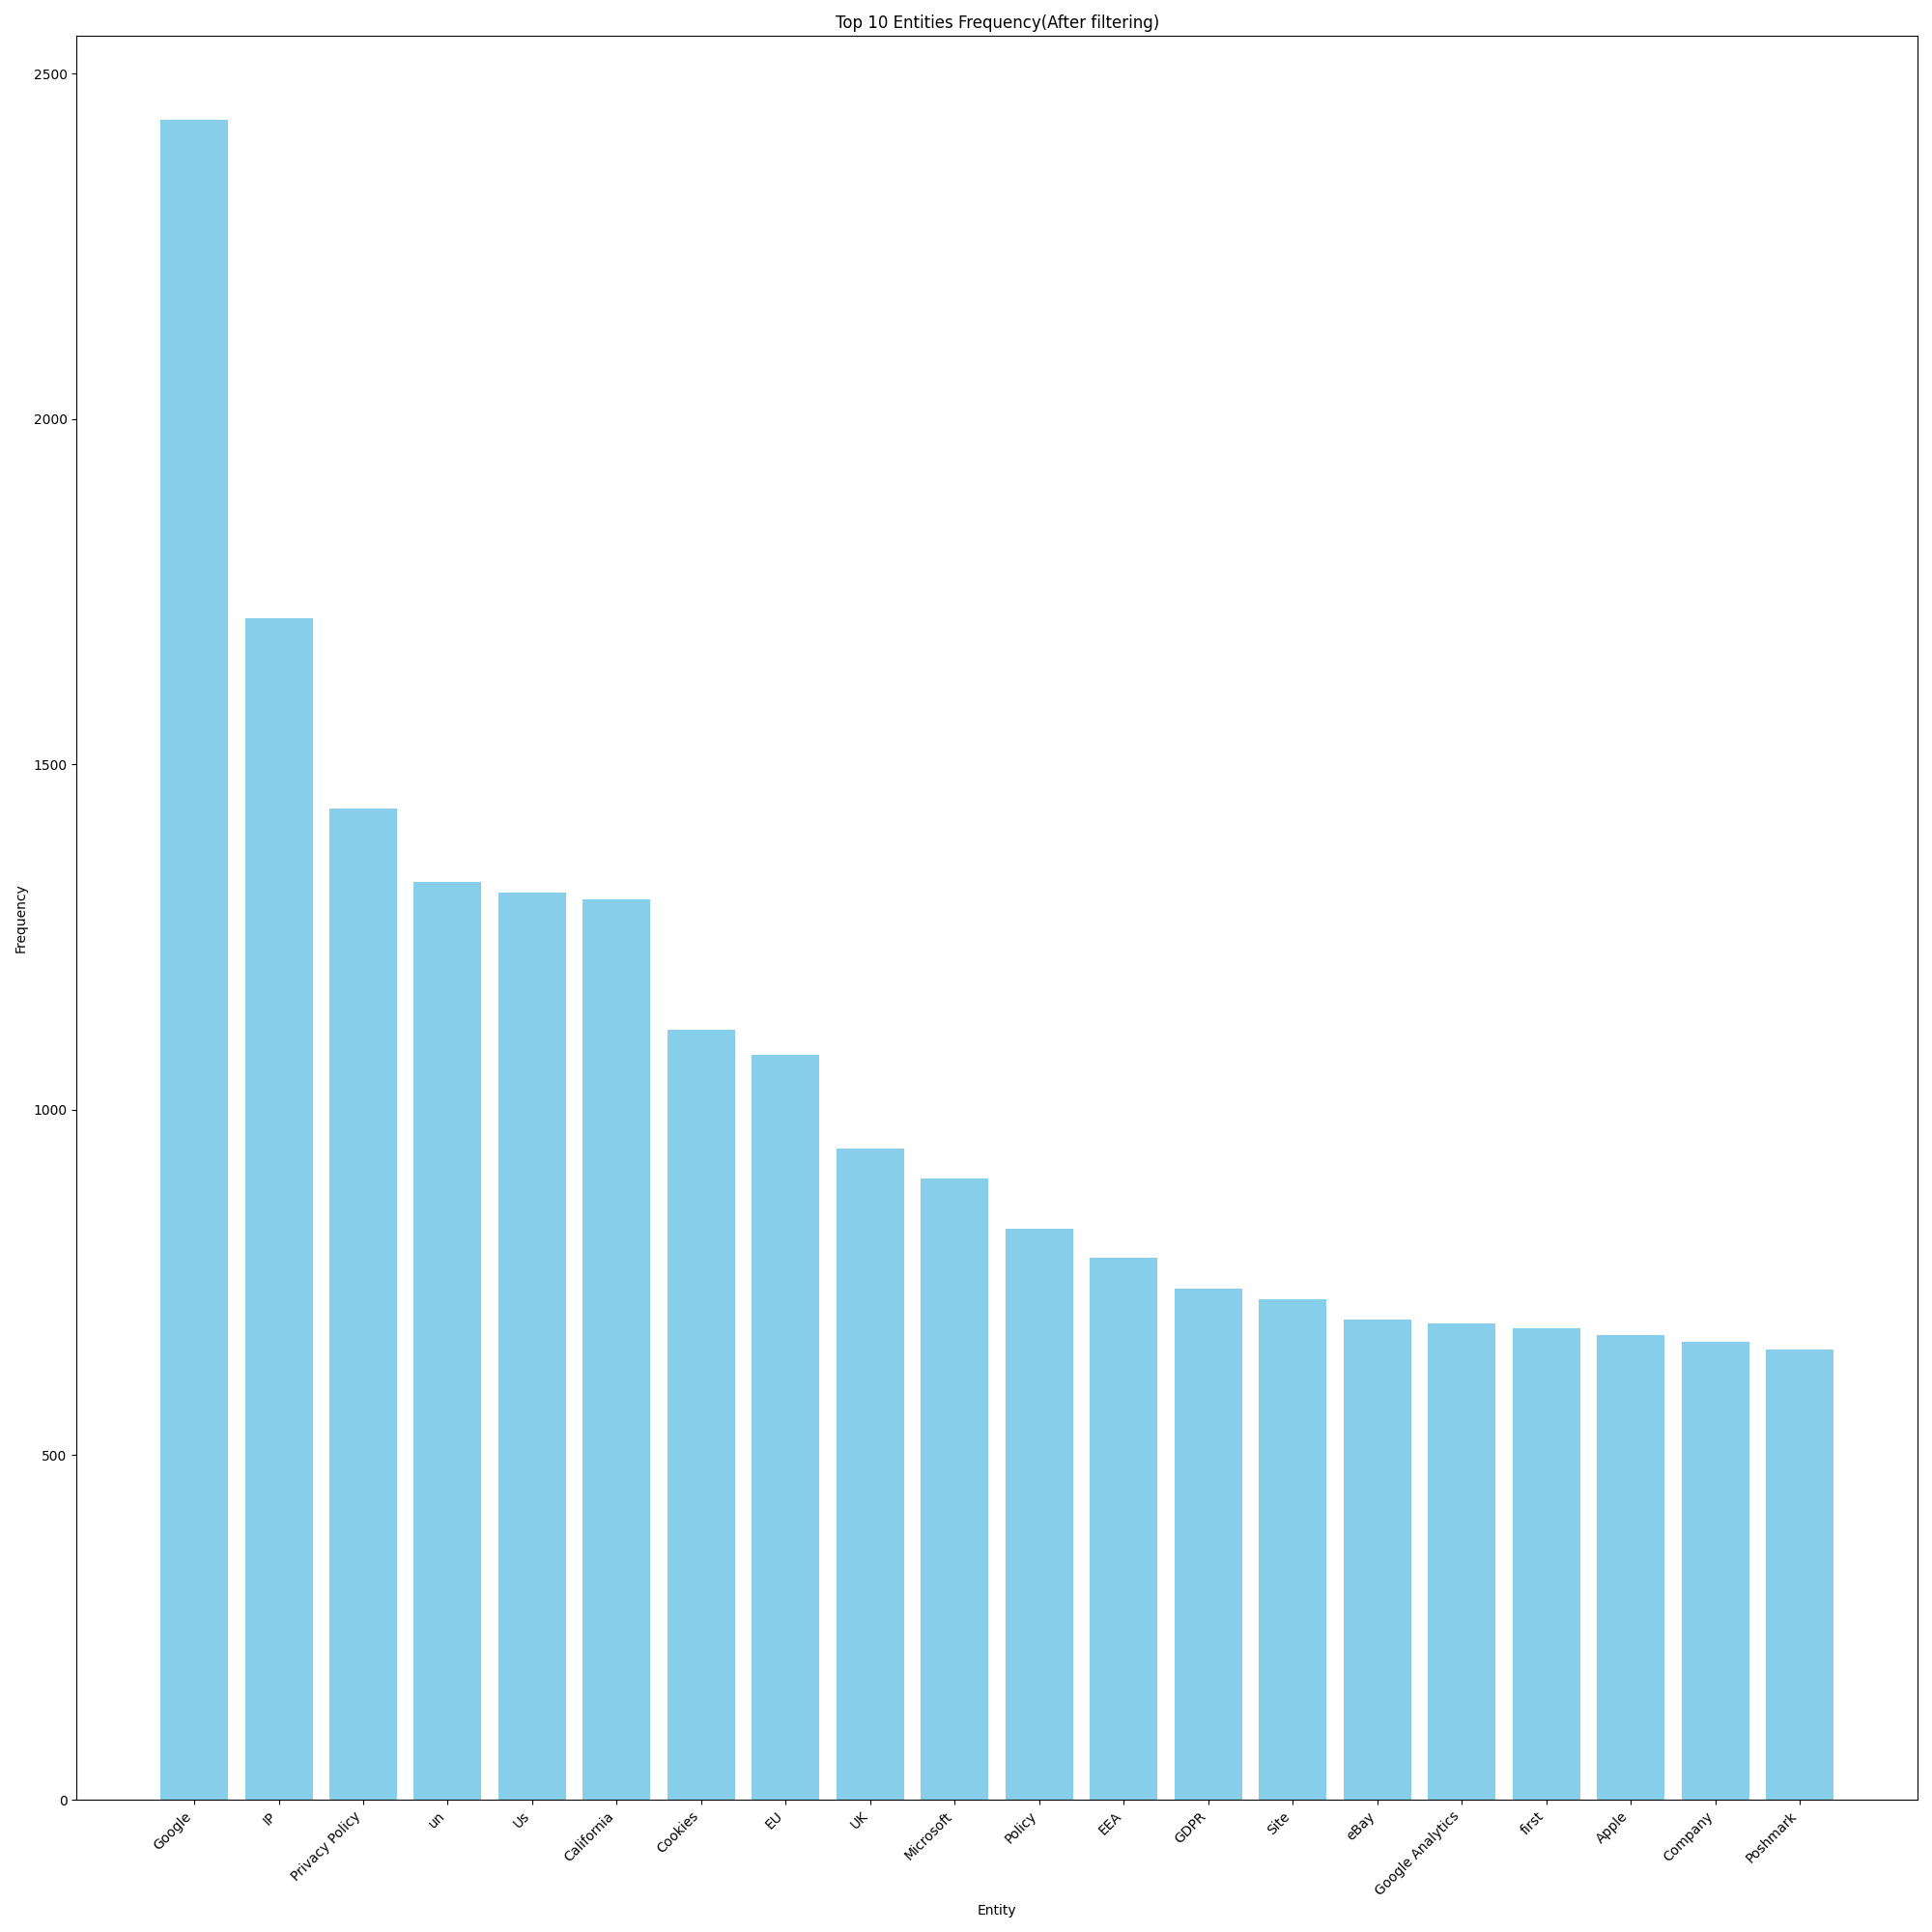 Top 10 Entities Frequency(After filtering)
Frequency
2500
2000
1500
1000
500
0
Google
IP
Privacy Policy
un
Us
California
Cookies
EU
UK
Microsoft
Policy
EEA
GDPR
Site
eBay
Google Analytics
first
Apple
Company
Poshmark
Entity